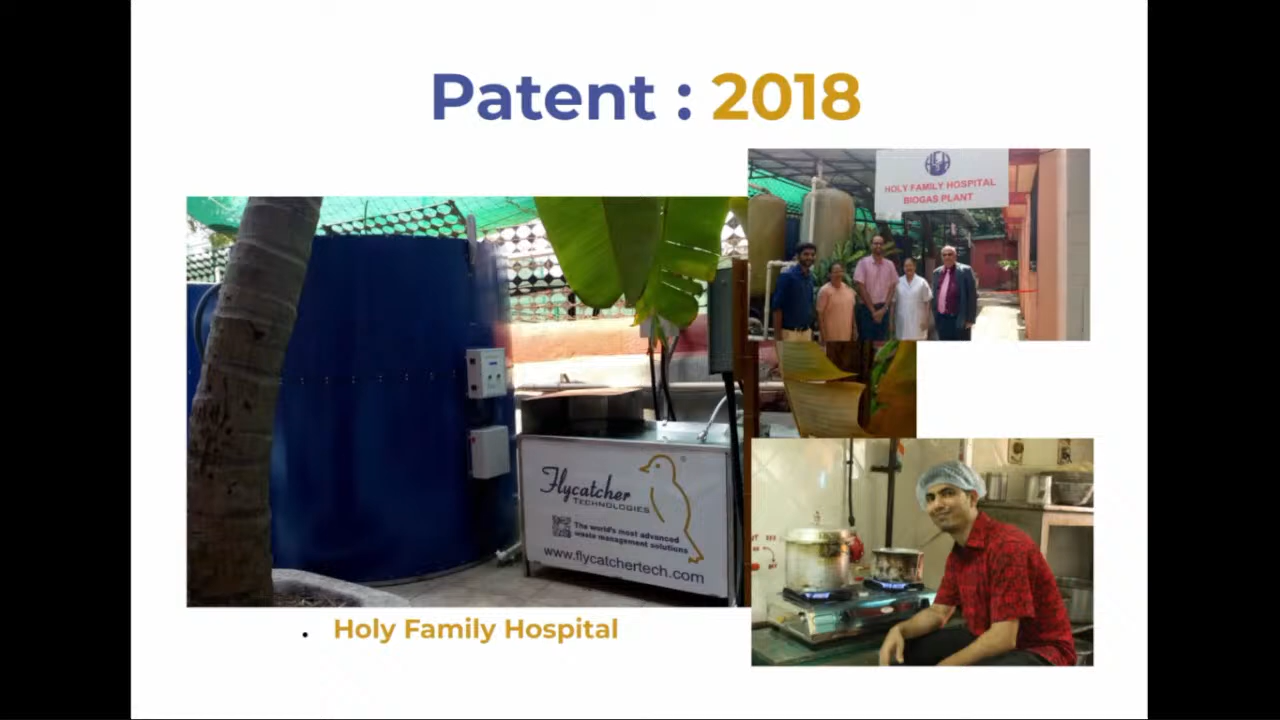 Patent : 2018
HFH
HOLY FAMILY HOSPITAL
BIOGAS PLANT
Flycatcher
TECHNOLOGIES
The world's most advanced
waste management solutions
www.flycatchertech.com
• Holy Family Hospital